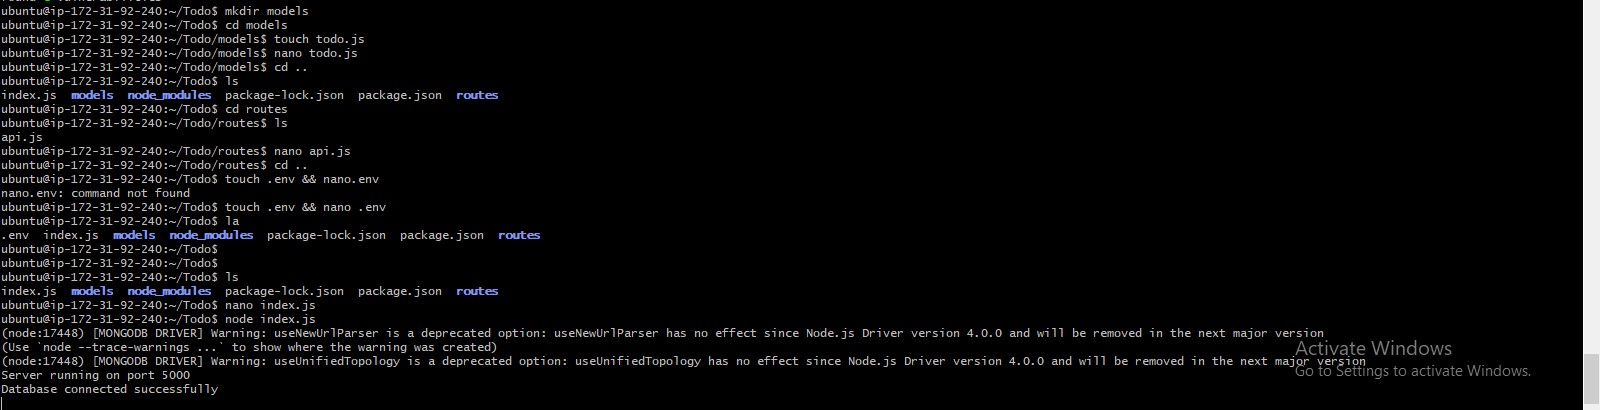 ubuntu@ip-172-31-92-240:~/Todo$ mkdir models
ubuntu@ip-172-31-92-240:~/Todo$ cd models
ubuntu@ip-172-31-92-240:~/Todo/models$ touch todo.js
ubuntu@ip-172-31-92-240:~/Todo/models$ nano todo.js
ubuntu@ip-172-31-92-240:~/Todo/models$ cd ..
ubuntu@ip-172-31-92-240:~/Todo$ ls
index.js  models  node_modules  package-lock.json  package.json  routes
ubuntu@ip-172-31-92-240:~/Todo$ cd routes
ubuntu@ip-172-31-92-240:~/Todo/routes$ ls
api.js
ubuntu@ip-172-31-92-240:~/Todo/routes$ nano api.js
ubuntu@ip-172-31-92-240:~/Todo/routes$ cd ..
ubuntu@ip-172-31-92-240:~/Todo$ touch .env && nano.env
nano.env: command not found
ubuntu@ip-172-31-92-240:~/Todo$ touch .env && nano .env
ubuntu@ip-172-31-92-240:~/Todo$ la
.env  index.js  models  node_modules  package-lock.json  package.json  routes
ubuntu@ip-172-31-92-240:~/Todo$
ubuntu@ip-172-31-92-240:~/Todo$
ubuntu@ip-172-31-92-240:~/Todo$ ls
index.js  models  node_modules  package-lock.json  package.json  routes
ubuntu@ip-172-31-92-240:~/Todo$ nano index.js
ubuntu@ip-172-31-92-240:~/Todo$ node index.js
(node:17448) [MONGODB DRIVER] Warning: useNewUrlParser is a deprecated option: useNewUrlParser has no effect since Node.js Driver version 4.0.0 and will be removed in the next major version
(Use `node --trace-warnings ...` to show where the warning was created)
(node:17448) [MONGODB DRIVER] Warning: useUnifiedTopology is a deprecated option: useUnifiedTopology has no effect since Node.js Driver version 4.0.0 and will be removed in the next major version
Server running on port 5000
Database connected successfully
Activate Windows
Go to Settings to activate Windows.